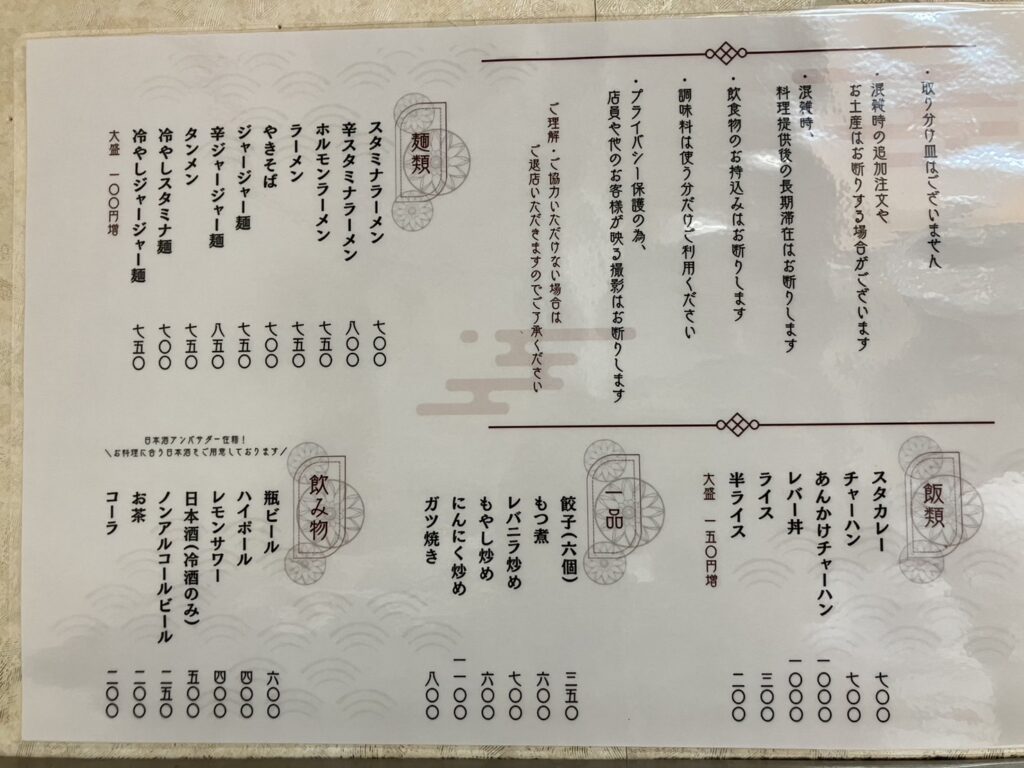 ・取り分け皿はございません
・混雑時の追加注文や
お土産はお断りする場合がございます
・混雑時、
料理提供後の長期滞在はお断りします
・飲食物のお持込みはお断りします
・調味料は使う分だけご利用ください
・プライバシー保護の為、
店員や他のお客様が映る撮影はお断りします
ご理解・ご協力いただけない場合は
ご退店いただきますのでご了承ください
麺類
スタミナラーメン 七〇〇
辛スタミナラーメン 八〇〇
ホルモンラーメン 七五〇
ラーメン 七五〇
やきそば 七〇〇
ジャージャー麺 七五〇
辛ジャージャー麺 八五〇
タンメン 七五〇
冷やしスタミナ麺 七〇〇
冷やしジャージャー麺 七五〇
大盛 一〇〇円増
飯類
スタカレー 七〇〇
チャーハン 七〇〇
あんかけチャーハン 一〇〇〇
レバー丼 一〇〇〇
ライス 三〇〇
半ライス 二〇〇
大盛 一五〇円増
一品
餃子(六個) 三五〇
もつ煮 六〇〇
レバニラ炒め 七〇〇
もやし炒め 六〇〇
にんにく炒め 一一〇〇
ガツ焼き 八〇〇
飲み物
瓶ビール 六〇〇
ハイボール 四〇〇
レモンサワー 四〇〇
日本酒(冷酒のみ) 五〇〇
ノンアルコールビール 二五〇
お茶 二〇〇
コーラ 二〇〇
日本酒アンバサダー在籍!
\お料理に合う日本酒をご用意しております/